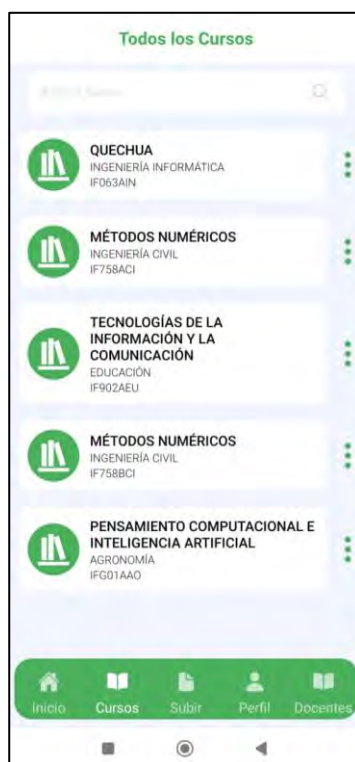 Todos los Cursos
QUECHUA
INGENIERÍA INFORMÁTICA
IF063AIN
MÉTODOS NUMÉRICOS
INGENIERÍA CIVIL
IF758ACI
TECNOLOGÍAS DE LA
INFORMACIÓN Y LA
COMUNICACIÓN
EDUCACIÓN
IF902AEU
MÉTODOS NUMÉRICOS
INGENIERÍA CIVIL
IF758BCI
PENSAMIENTO COMPUTACIONAL E
INTELIGENCIA ARTIFICIAL
AGRONOMÍA
IFG01AAO
Inicio Cursos Subir Perfil Docentes